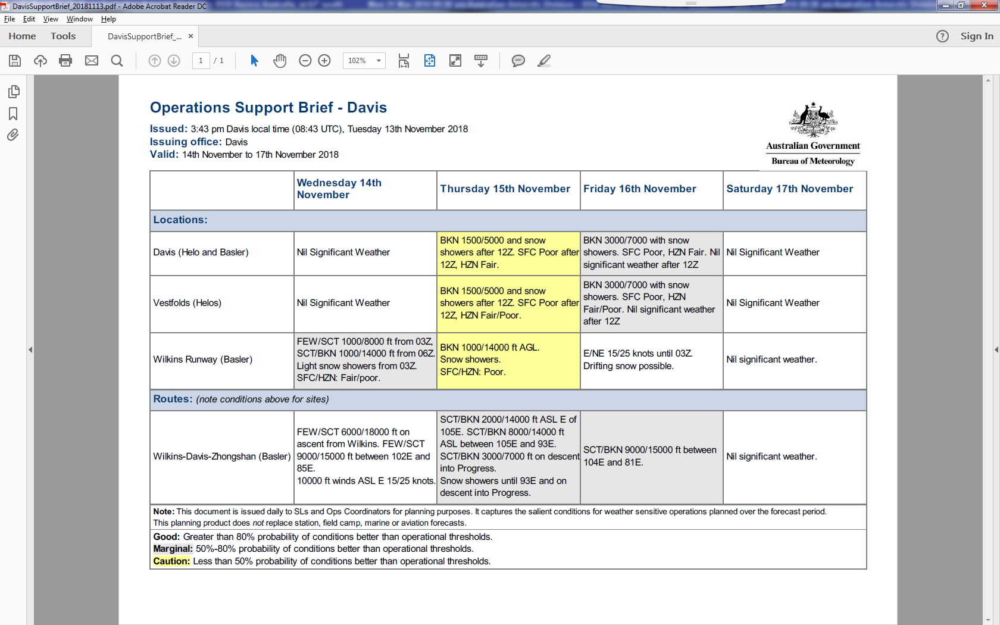 DavisSupportBrief_20181113.pdf - Adobe Acrobat Reader DC
File Edit View Window Help
Home Tools DavisSupportBrief_... × ? Sign In
1 / 1 102%
Operations Support Brief - Davis
Issued: 3:43 pm Davis local time (08:43 UTC), Tuesday 13th November 2018
Issuing office: Davis
Valid: 14th November to 17th November 2018
Australian Government
Bureau of Meteorology
Wednesday 14th
November
Thursday 15th November
Friday 16th November
Saturday 17th November
Locations:
Davis (Helo and Basler)
Nil Significant Weather
BKN 1500/5000 and snow
showers after 12Z. SFC Poor after
12Z, HZN Fair.
BKN 3000/7000 with snow
showers. SFC Poor, HZN Fair. Nil
significant weather after 12Z
Nil Significant Weather
Vestfolds (Helos)
Nil Significant Weather
BKN 1500/5000 and snow
showers after 12Z. SFC Poor after
12Z, HZN Fair/Poor.
BKN 3000/7000 with snow
showers. SFC Poor, HZN
Fair/Poor. Nil significant weather
after 12Z
Nil Significant Weather
Wilkins Runway (Basler)
FEW/SCT 1000/8000 ft from 03Z,
SCT/BKN 1000/14000 ft from 06Z.
Light snow showers from 03Z.
SFC/HZN: Fair/poor.
BKN 1000/14000 ft AGL.
Snow showers.
SFC/HZN: Poor.
E/NE 15/25 knots until 03Z.
Drifting snow possible.
Nil significant weather.
Routes: (note conditions above for sites)
Wilkins-Davis-Zhongshan (Basler)
FEW/SCT 6000/18000 ft on
ascent from Wilkins. FEW/SCT
9000/15000 ft between 102E and
85E.
10000 ft winds ASL E 15/25 knots.
SCT/BKN 2000/14000 ft ASL E of
105E. SCT/BKN 8000/14000 ft
ASL between 105E and 93E.
SCT/BKN 3000/7000 ft on descent
into Progress.
Snow showers until 93E and on
descent into Progress.
SCT/BKN 9000/15000 ft between
104E and 81E.
Nil significant weather.
Note: This document is issued daily to SLs and Ops Coordinators for planning purposes. It captures the salient conditions for weather sensitive operations planned over the forecast period.
This planning product does not replace station, field camp, marine or aviation forecasts.
Good: Greater than 80% probability of conditions better than operational thresholds.
Marginal: 50%-80% probability of conditions better than operational thresholds.
Caution: Less than 50% probability of conditions better than operational thresholds.